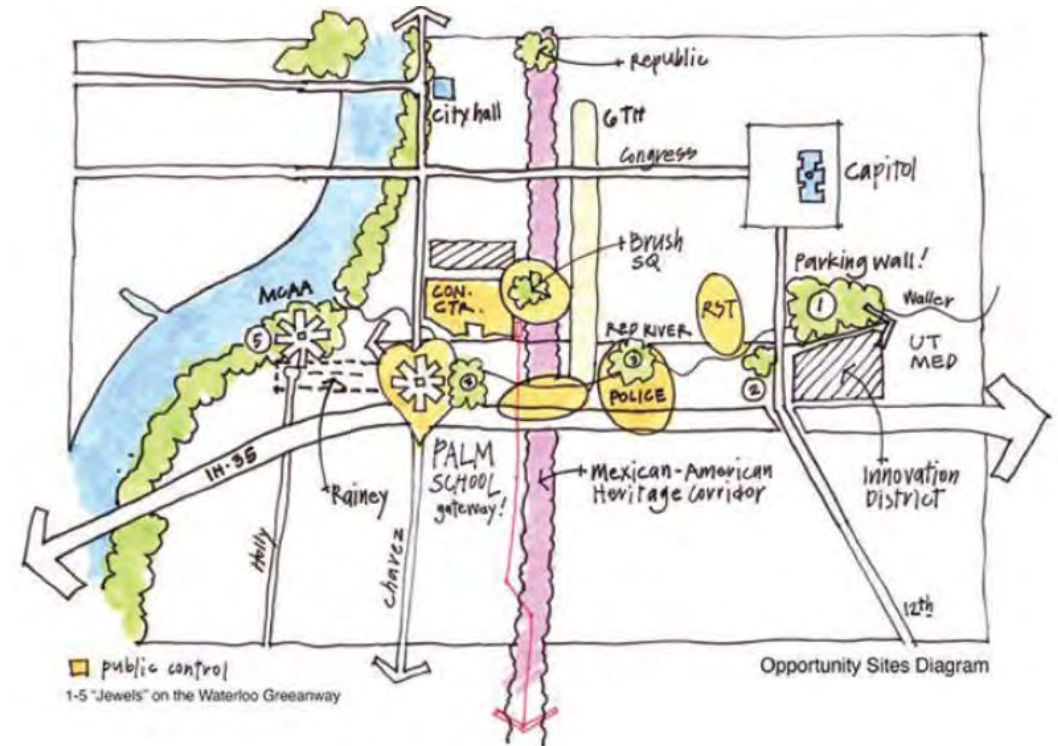 Republic
city hall
6TH
Congress
Capitol
Brush
SQ
Parking Wall!
1
Waller
MCAA
CON.
CTR.
RST
RED RIVER
5
3
UT
MED
4
2
POLICE
IH-35
Rainey
PALM
SCHOOL
gateway!
Mexican-American
Heritage Corridor
Innovation
District
Holly
Chavez
12th
public control
Opportunity Sites Diagram
1-5 "Jewels" on the Waterloo Greeanway